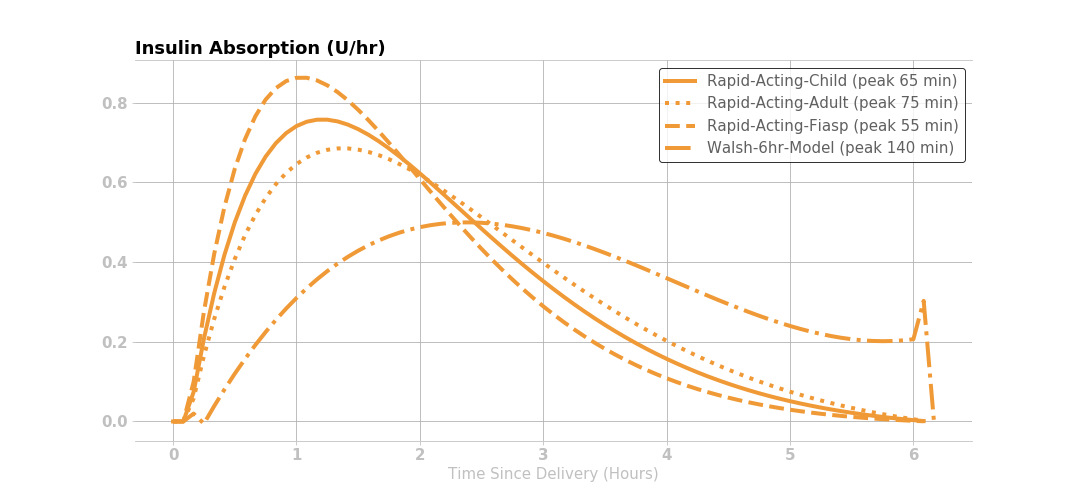 Insulin Absorption (U/hr)
Rapid-Acting-Child (peak 65 min)
Rapid-Acting-Adult (peak 75 min)
Rapid-Acting-Fiasp (peak 55 min)
Walsh-6hr-Model (peak 140 min)
0.8
0.6
0.4
0.2
0.0
0 1 2 3 4 5 6
Time Since Delivery (Hours)